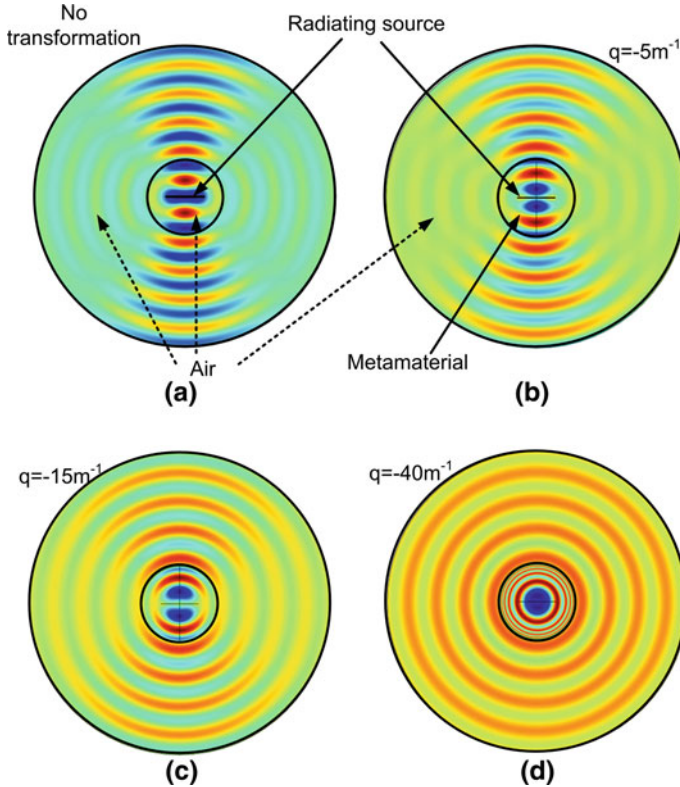 No
transformation
Radiating source
q=-5m⁻¹
Air
Metamaterial
(a)
(b)
q=-15m⁻¹
q=-40m⁻¹
(c)
(d)